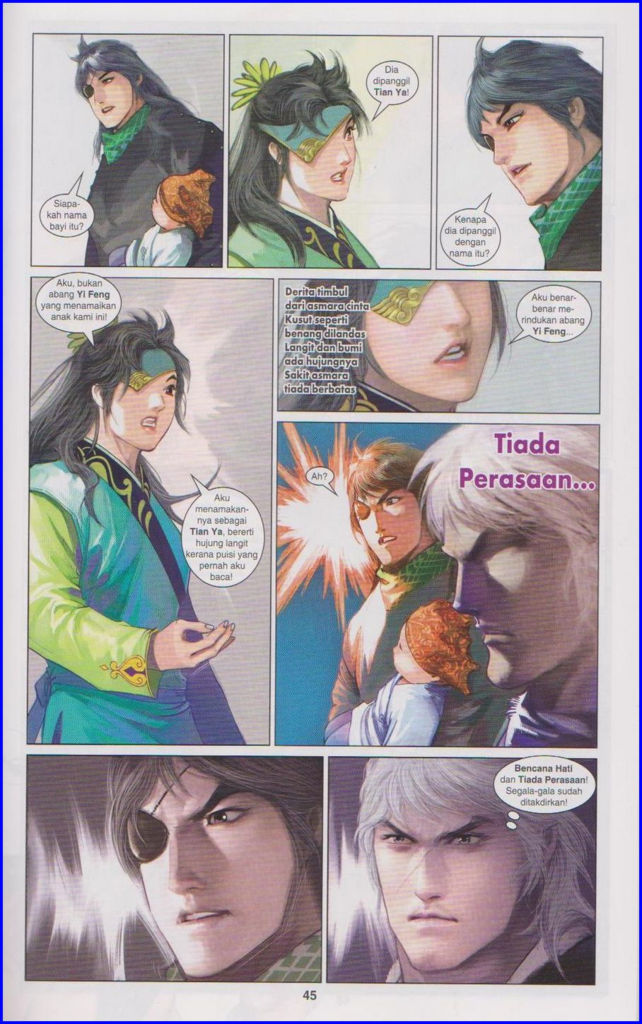 Siapa-
kah nama
bayi itu?
Dia
dipanggil
Tian Ya!
Kenapa
dia dipanggil
dengan
nama itu?
Aku, bukan
abang Yi Feng
yang menamaikan
anak kami ini!
Aku
menamakan-
nya sebagai
Tian Ya, bererti
hujung langit
kerana puisi yang
pernah aku
baca!
Derita timbul
dari asmara cinta
Kusut seperti
benang dilandas
Langit dan bumi
ada hujungnya
Sakit asmara
tiada berbatas
Aku benar-
benar me-
rindukan abang
Yi Feng...
Ah?
Tiada
Perasaan...
Bencana Hati
dan Tiada Perasaan!
Segala-gala sudah
ditakdirkan!
45